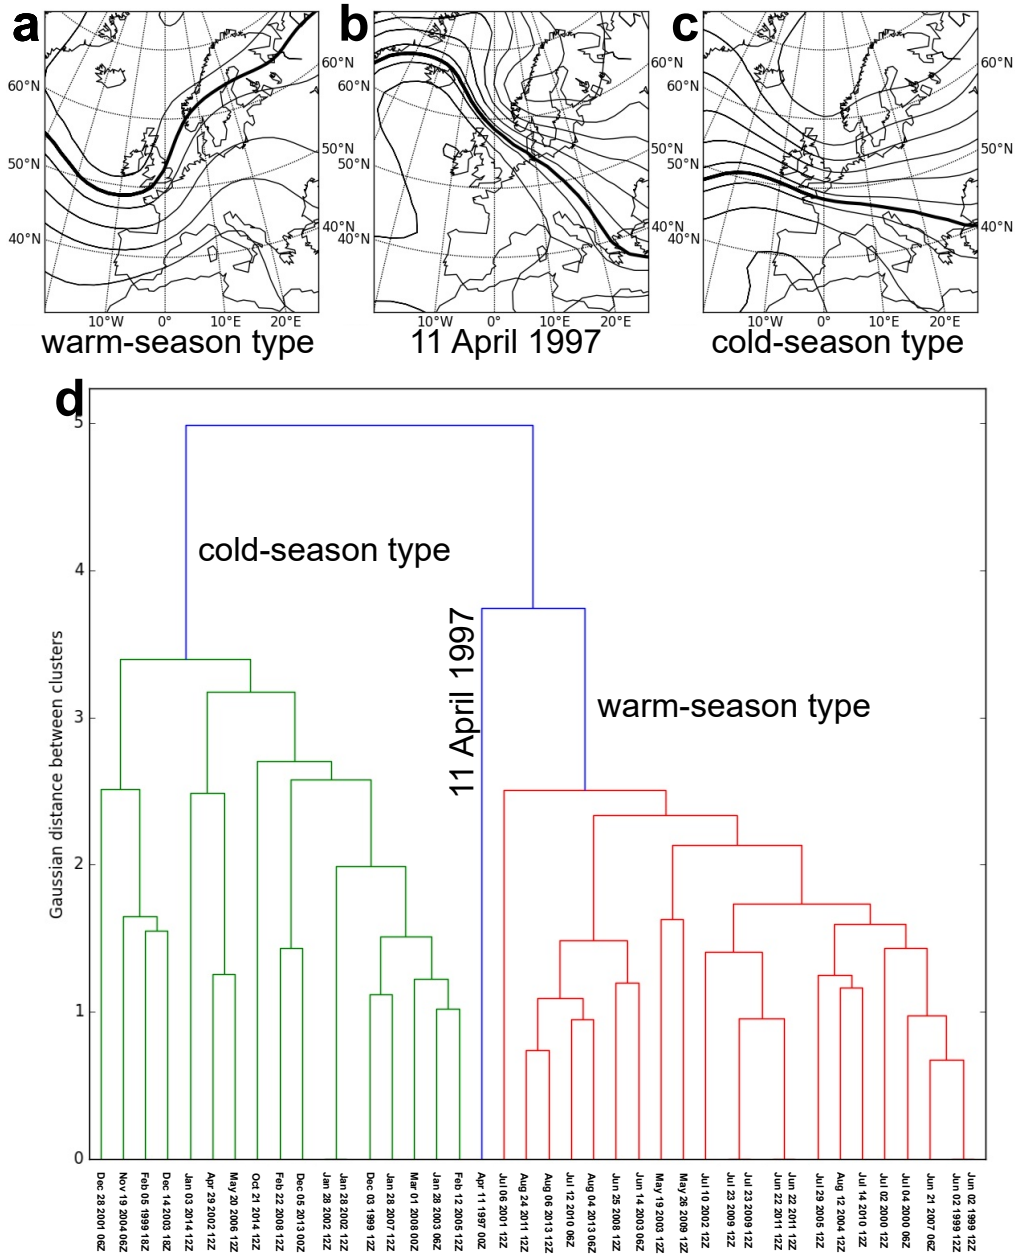 a
b
c
60°N
50°N
40°N
10°W 0° 10°E 20°E
warm-season type
60°N
50°N
40°N
10°W 0° 10°E 20°E
11 April 1997
60°N
50°N
40°N
10°W 0° 10°E 20°E
cold-season type
60°N
50°N
40°N
d
5
4
3
2
1
0
Gaussian distance between clusters
cold-season type
11 April 1997
warm-season type
Dec 28 2001 06Z
Nov 19 2004 06Z
Feb 05 1999 18Z
Dec 14 2003 18Z
Jan 03 2014 12Z
Apr 29 2002 12Z
May 20 2006 12Z
Oct 21 2014 12Z
Feb 22 2008 12Z
Dec 05 2013 00Z
Jan 28 2002 12Z
Jan 28 2002 12Z
Dec 03 1999 12Z
Jan 28 2007 12Z
Mar 01 2008 00Z
Jan 28 2003 06Z
Feb 12 2005 12Z
Apr 11 1997 00Z
Jul 06 2001 12Z
Aug 24 2011 12Z
Aug 06 2013 12Z
Jul 12 2010 06Z
Aug 04 2013 06Z
Jun 25 2008 12Z
Jun 14 2003 06Z
May 19 2003 12Z
May 26 2009 12Z
Jul 10 2002 12Z
Jul 23 2009 12Z
Jul 23 2009 12Z
Jun 22 2011 12Z
Jun 22 2011 12Z
Jul 29 2005 12Z
Aug 12 2004 12Z
Jul 14 2010 12Z
Jul 02 2000 12Z
Jul 04 2000 06Z
Jun 21 2007 06Z
Jun 02 1999 12Z
Jun 02 1999 12Z